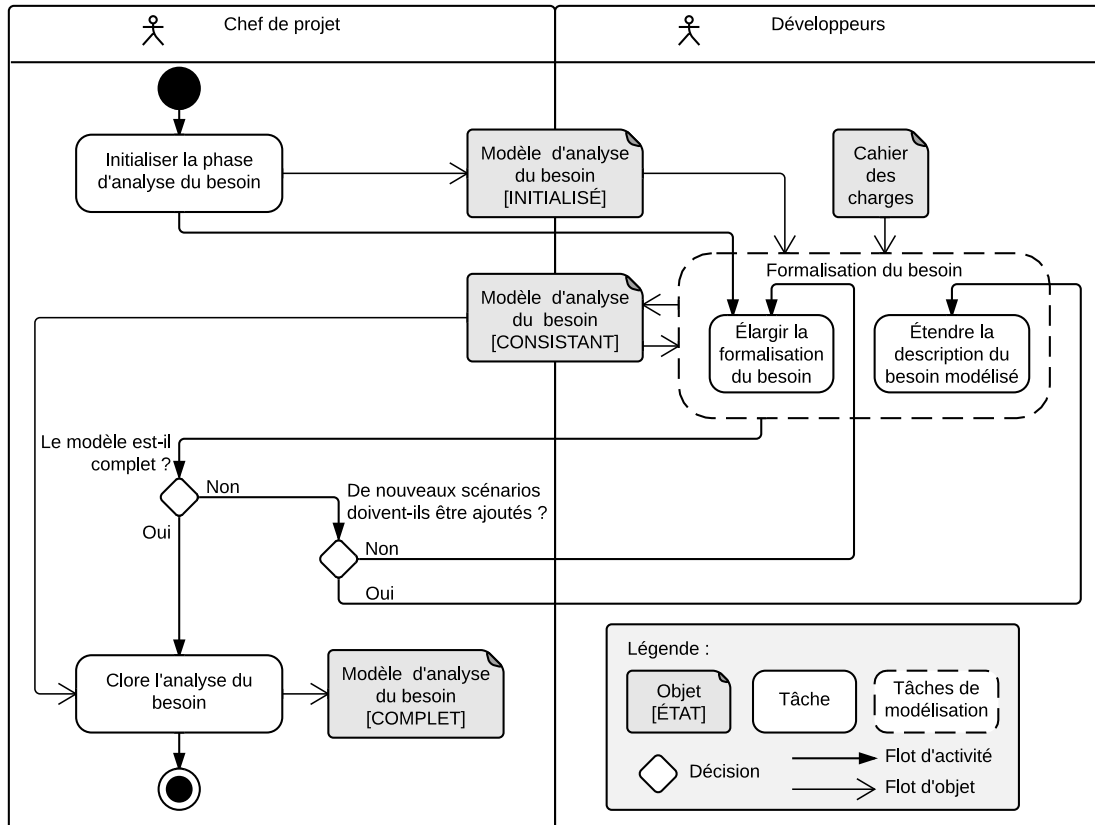 Chef de projet
Développeurs
Initialiser la phase
d'analyse du besoin
Modèle d'analyse
du besoin
[INITIALISÉ]
Cahier
des
charges
Formalisation du besoin
Modèle d'analyse
du besoin
[CONSISTANT]
Élargir la
formalisation
du besoin
Étendre la
description du
besoin modélisé
Le modèle est-il
complet ?
Non
Oui
De nouveaux scénarios
doivent-ils être ajoutés ?
Non
Oui
Clore l'analyse du
besoin
Modèle d'analyse
du besoin
[COMPLET]
Légende :
Objet
[ÉTAT]
Tâche
Tâches de
modélisation
Décision
Flot d'activité
Flot d'objet